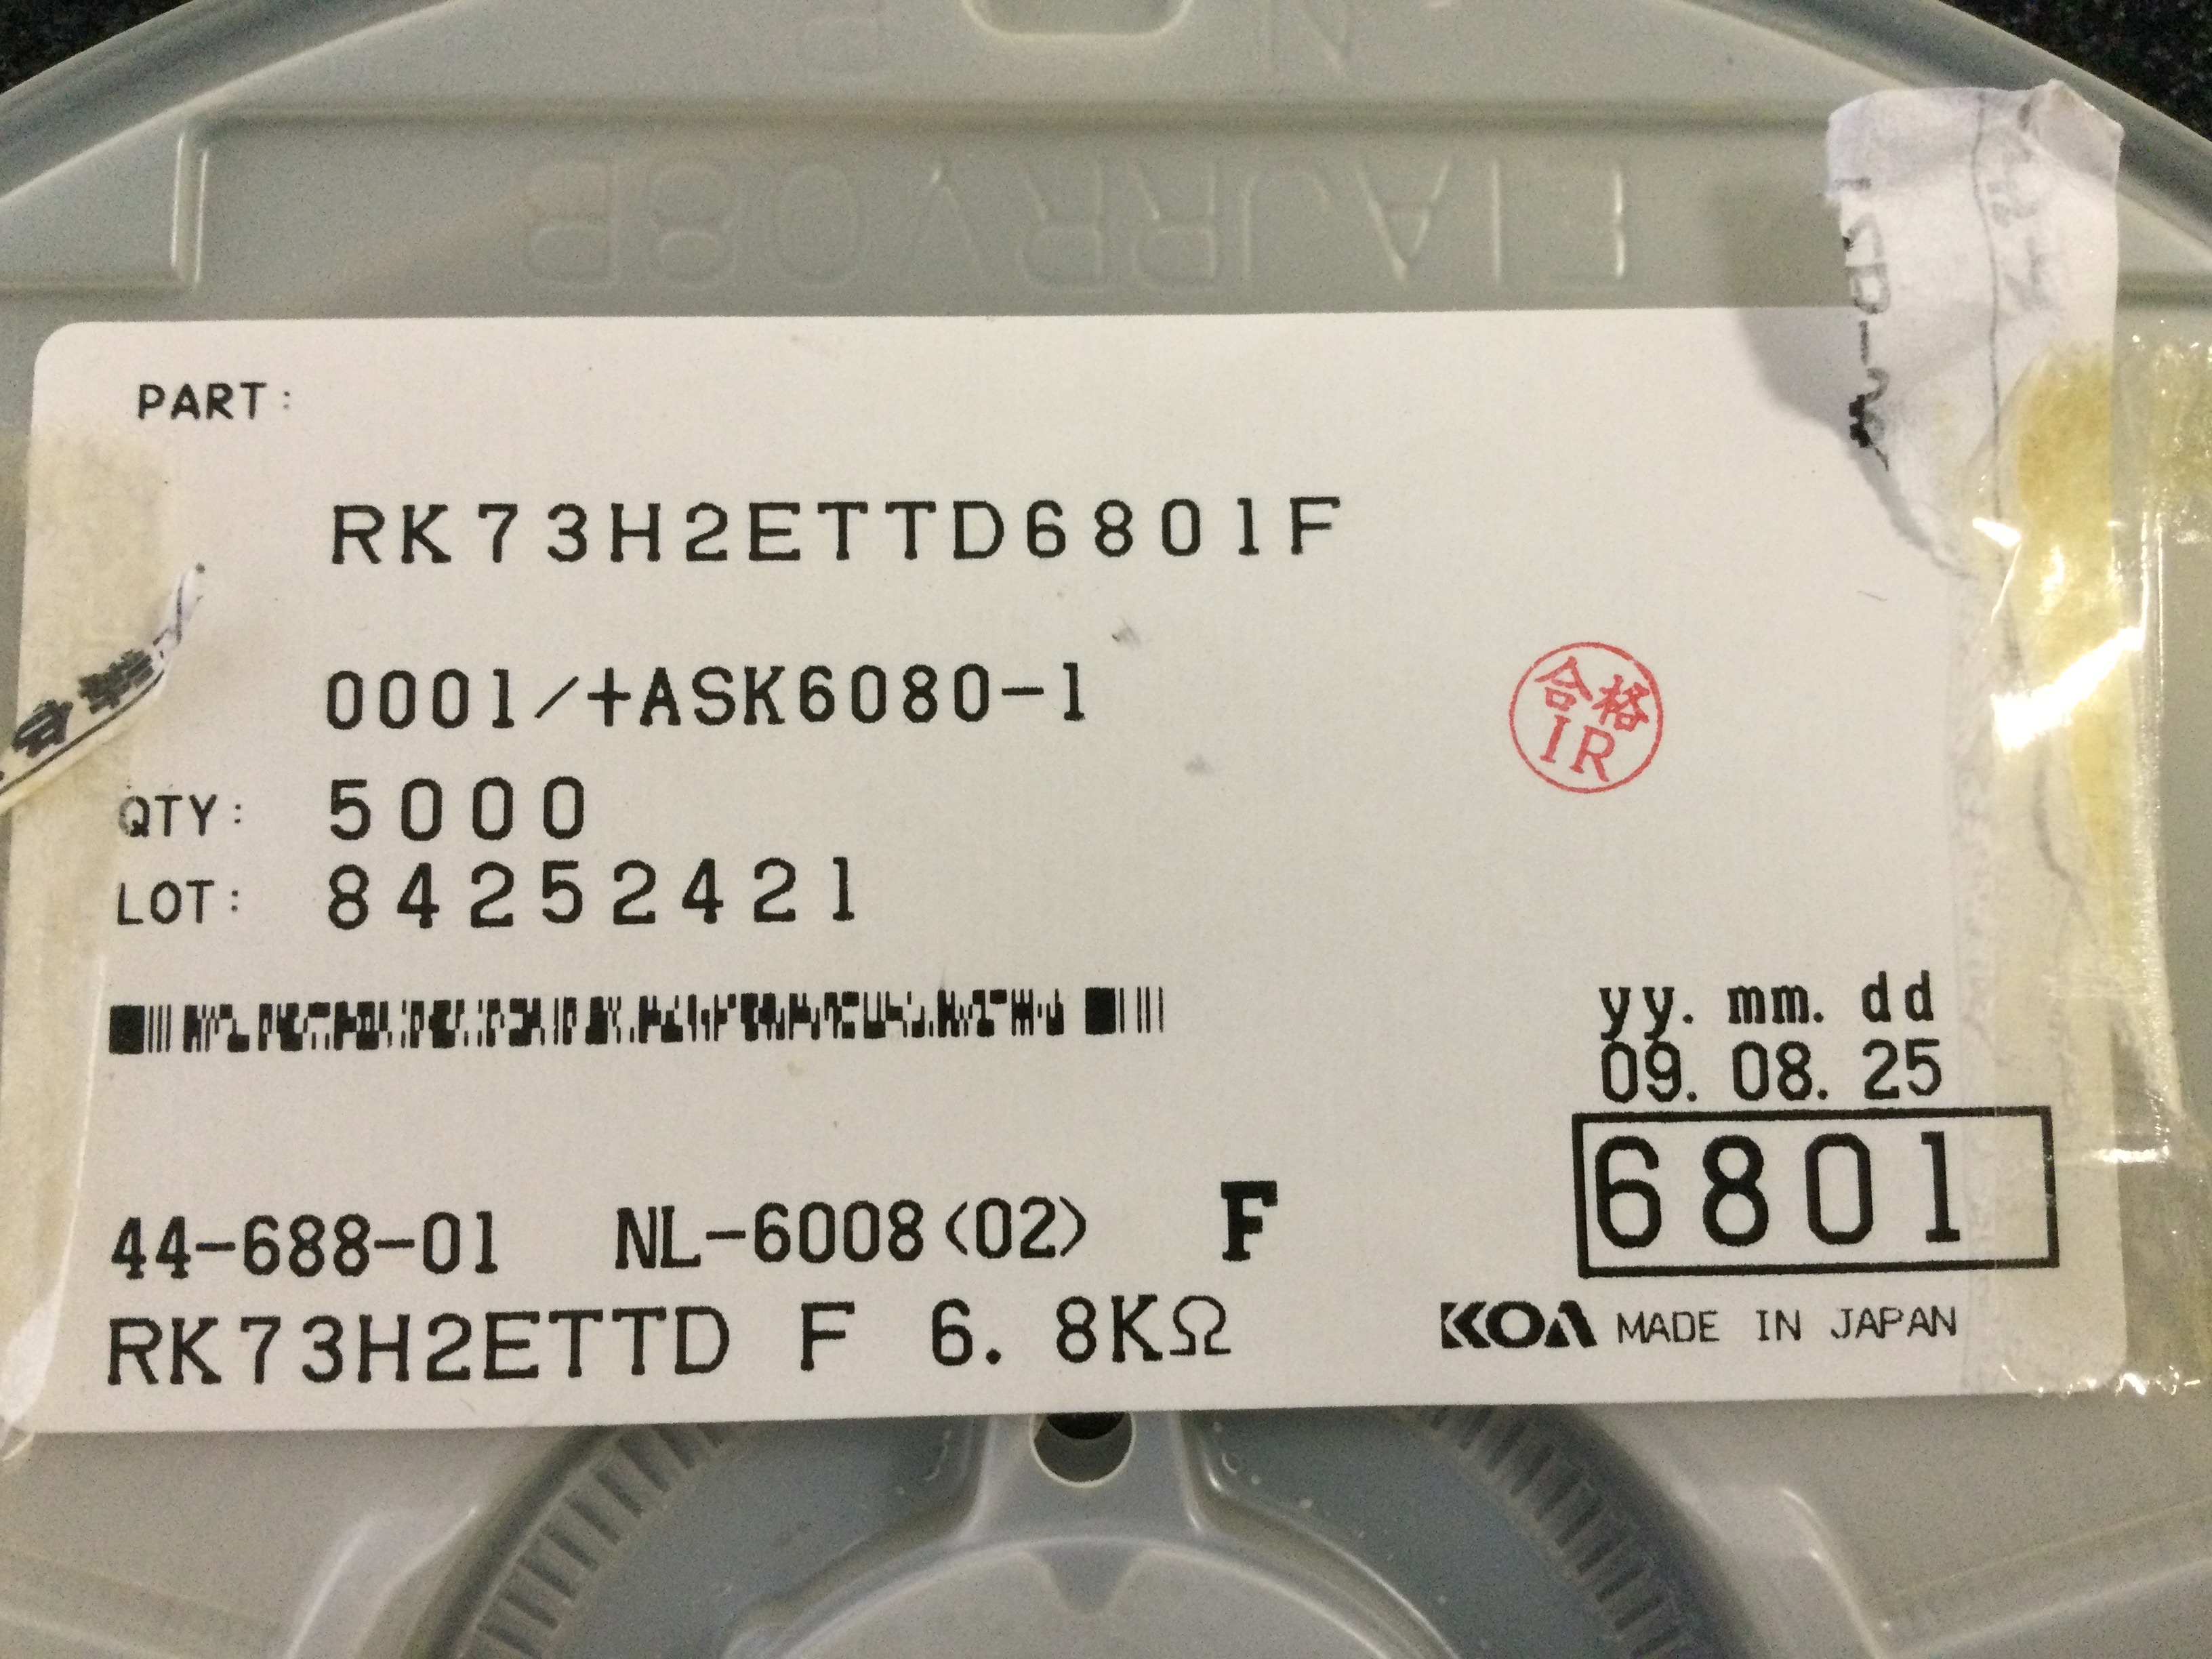 EIAJRRV08P
PART:
RK73H2ETTD6801F
0001/+ASK6080-1
合格
IR
QTY: 5000
LOT: 84252421
yy. mm. dd
09. 08. 25
6801
44-688-01 NL-6008(02) F
RK73H2ETTD F 6.8KΩ
KOA MADE IN JAPAN